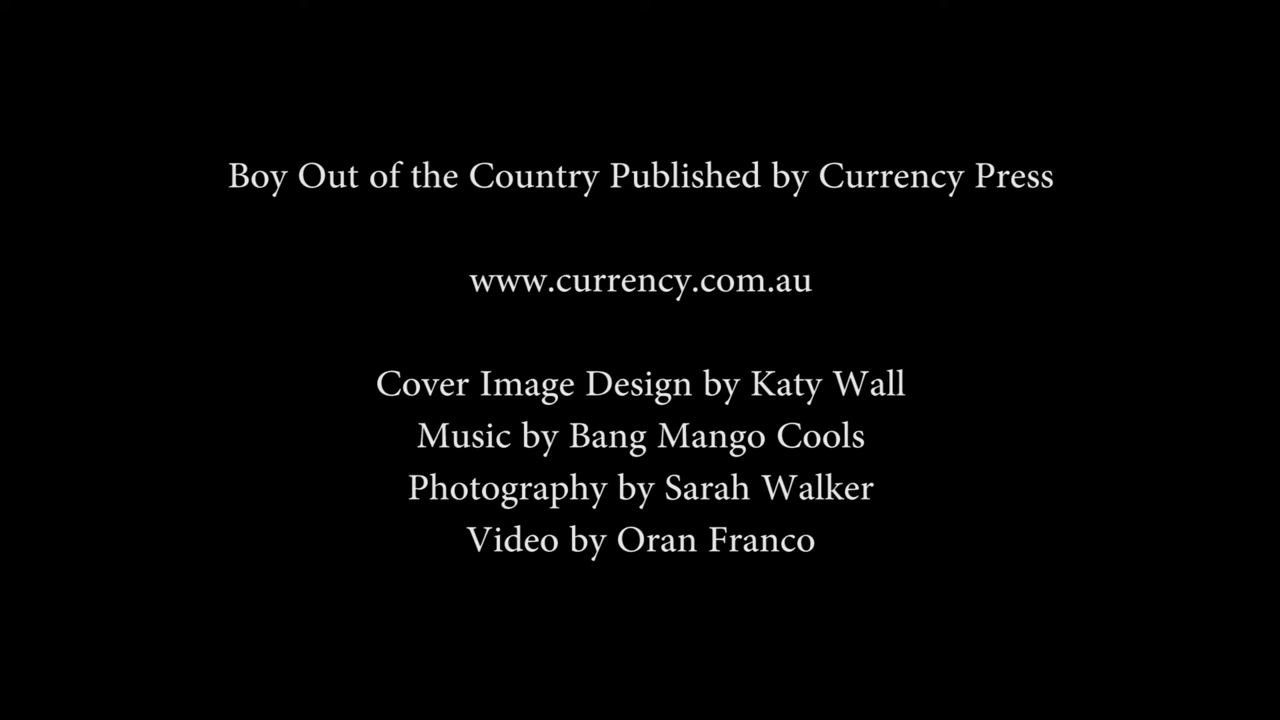 Boy Out of the Country Published by Currency Press
www.currency.com.au
Cover Image Design by Katy Wall
Music by Bang Mango Cools
Photography by Sarah Walker
Video by Oran Franco